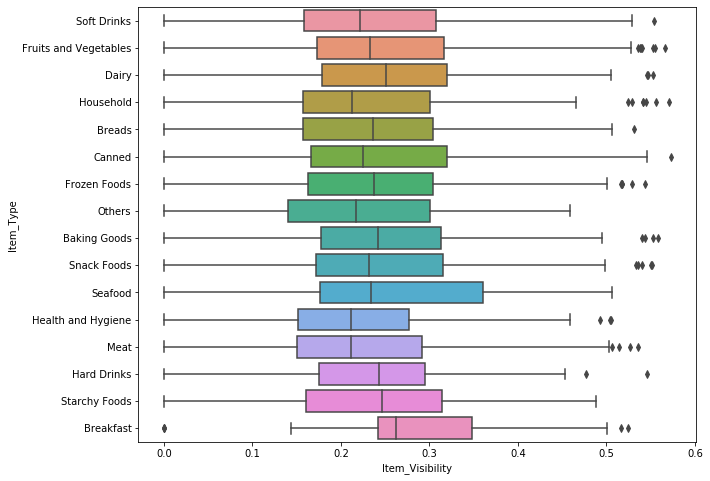 Soft Drinks
Fruits and Vegetables
Dairy
Household
Breads
Canned
Frozen Foods
Others
Baking Goods
Snack Foods
Seafood
Health and Hygiene
Meat
Hard Drinks
Starchy Foods
Breakfast
Item_Type
0.0 0.1 0.2 0.3 0.4 0.5 0.6
Item_Visibility